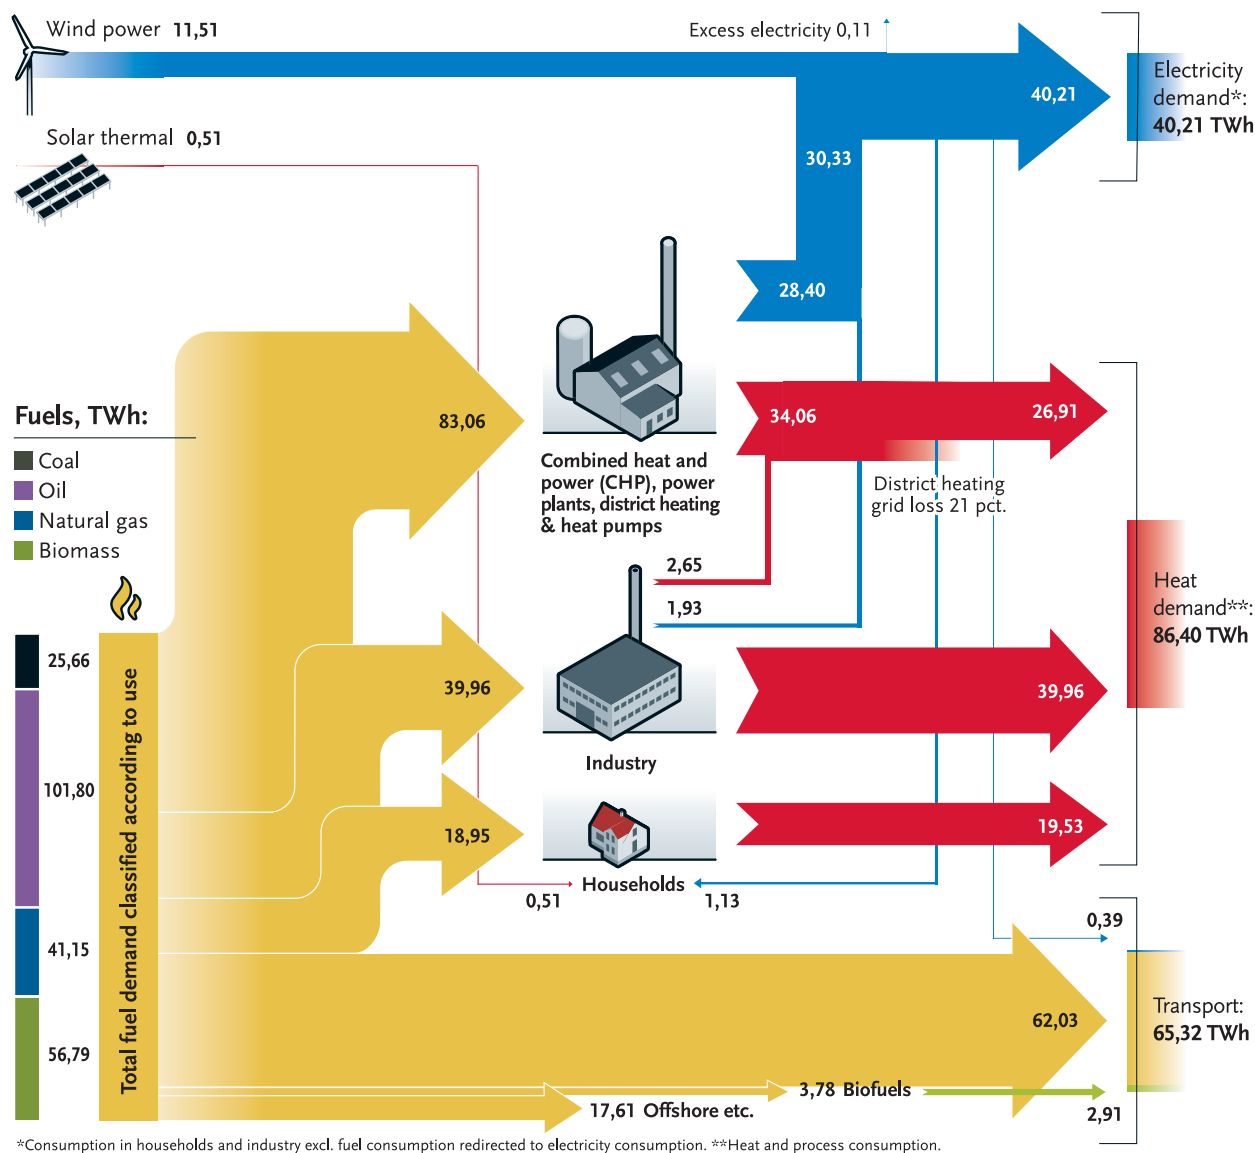 Wind power 11,51
Excess electricity 0,11
40,21
Electricity
demand*:
40,21 TWh
Solar thermal 0,51
30,33
28,40
Fuels, TWh:
Coal
Oil
Natural gas
Biomass
83,06
34,06
26,91
Combined heat and
power (CHP), power
plants, district heating
& heat pumps
District heating
grid loss 21 pct.
2,65
1,93
Heat
demand**:
86,40 TWh
25,66
101,80
41,15
56,79
Total fuel demand classified according to use
39,96
39,96
Industry
18,95
19,53
Households
0,51
1,13
0,39
62,03
Transport:
65,32 TWh
3,78 Biofuels
2,91
17,61 Offshore etc.
*Consumption in households and industry excl. fuel consumption redirected to electricity consumption. **Heat and process consumption.